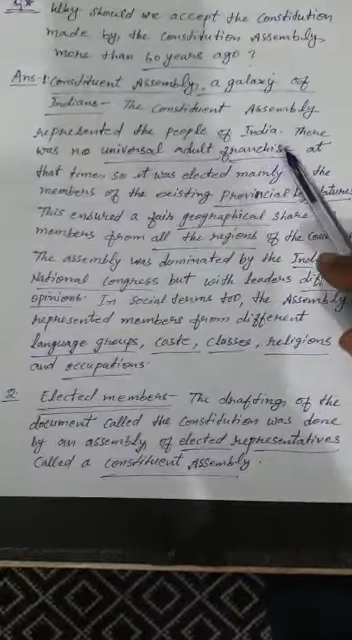 Why should we accept the Constitution
made by the Constitution Assembly
more than 60 years ago ?
Ans - 1 Constituent Assembly, a galaxy of
Indians - The Constituent Assembly
represented the people of India. There
was no universal adult franchise at
that time so it was elected mainly the
members of the existing Provincial
This ensured a fair geographical share
members from all the regions of the
The assembly was dominated by the Ind
National Congress but with leaders diff
opinions. In social terms too, the Assembly
represented members from different
language groups, caste, classes, religions
and occupations.
2. Elected members - The draftings of the
document called the Constitution was done
by an assembly of elected representatives
called a constituent Assembly.